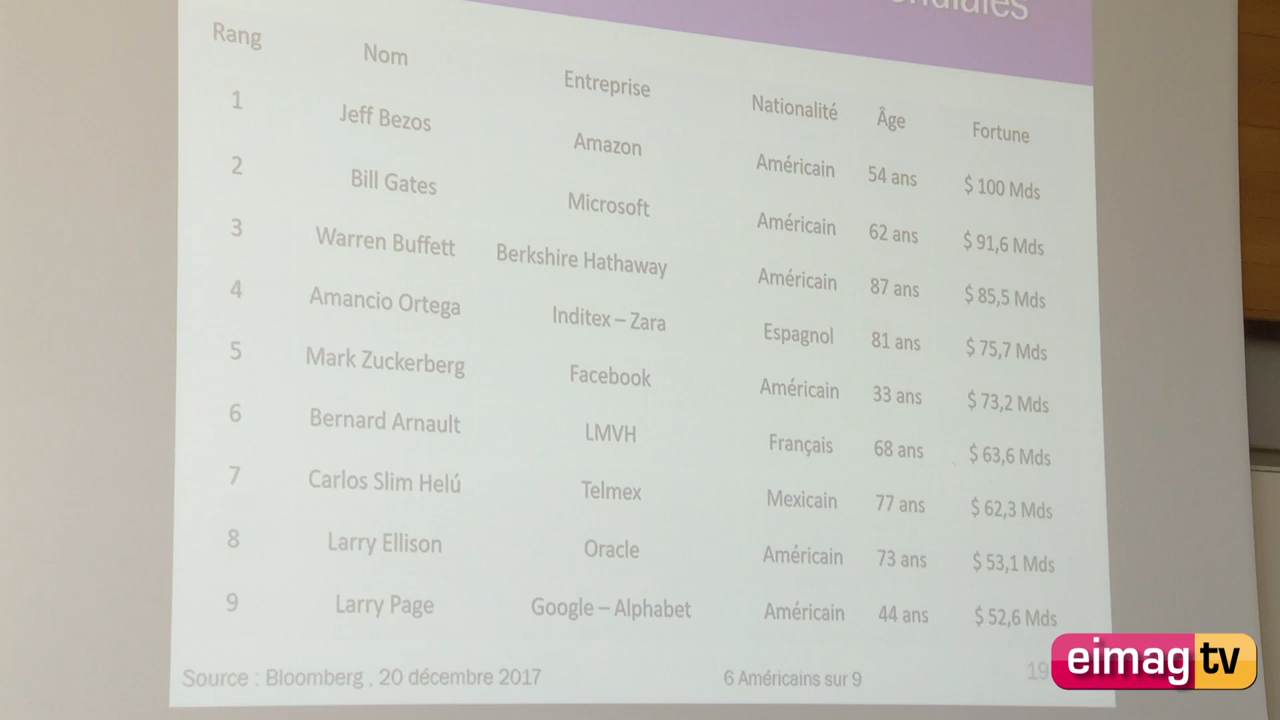 Rang Nom Entreprise Nationalité Âge Fortune
1 Jeff Bezos Amazon Américain 54 ans $ 100 Mds
2 Bill Gates Microsoft Américain 62 ans $ 91,6 Mds
3 Warren Buffett Berkshire Hathaway Américain 87 ans $ 85,5 Mds
4 Amancio Ortega Inditex – Zara Espagnol 81 ans $ 75,7 Mds
5 Mark Zuckerberg Facebook Américain 33 ans $ 73,2 Mds
6 Bernard Arnault LMVH Français 68 ans $ 63,6 Mds
7 Carlos Slim Helú Telmex Mexicain 77 ans $ 62,3 Mds
8 Larry Ellison Oracle Américain 73 ans $ 53,1 Mds
9 Larry Page Google – Alphabet Américain 44 ans $ 52,6 Mds
Source : Bloomberg . 20 décembre 2017 6 Américains sur 9 19
eimag tv